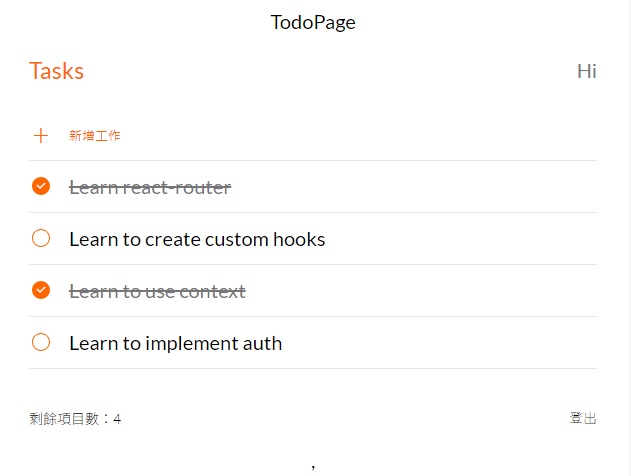 TodoPage
Tasks
Hi
新增工作
Learn react-router
Learn to create custom hooks
Learn to use context
Learn to implement auth
剩餘項目數：4
登出
,